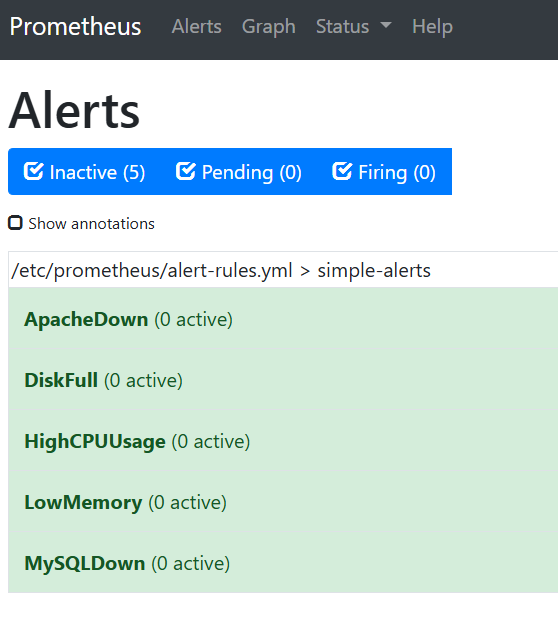 Prometheus Alerts Graph Status Help
Alerts
Inactive (5) Pending (0) Firing (0)
Show annotations
/etc/prometheus/alert-rules.yml > simple-alerts
ApacheDown (0 active)
DiskFull (0 active)
HighCPUUsage (0 active)
LowMemory (0 active)
MySQLDown (0 active)